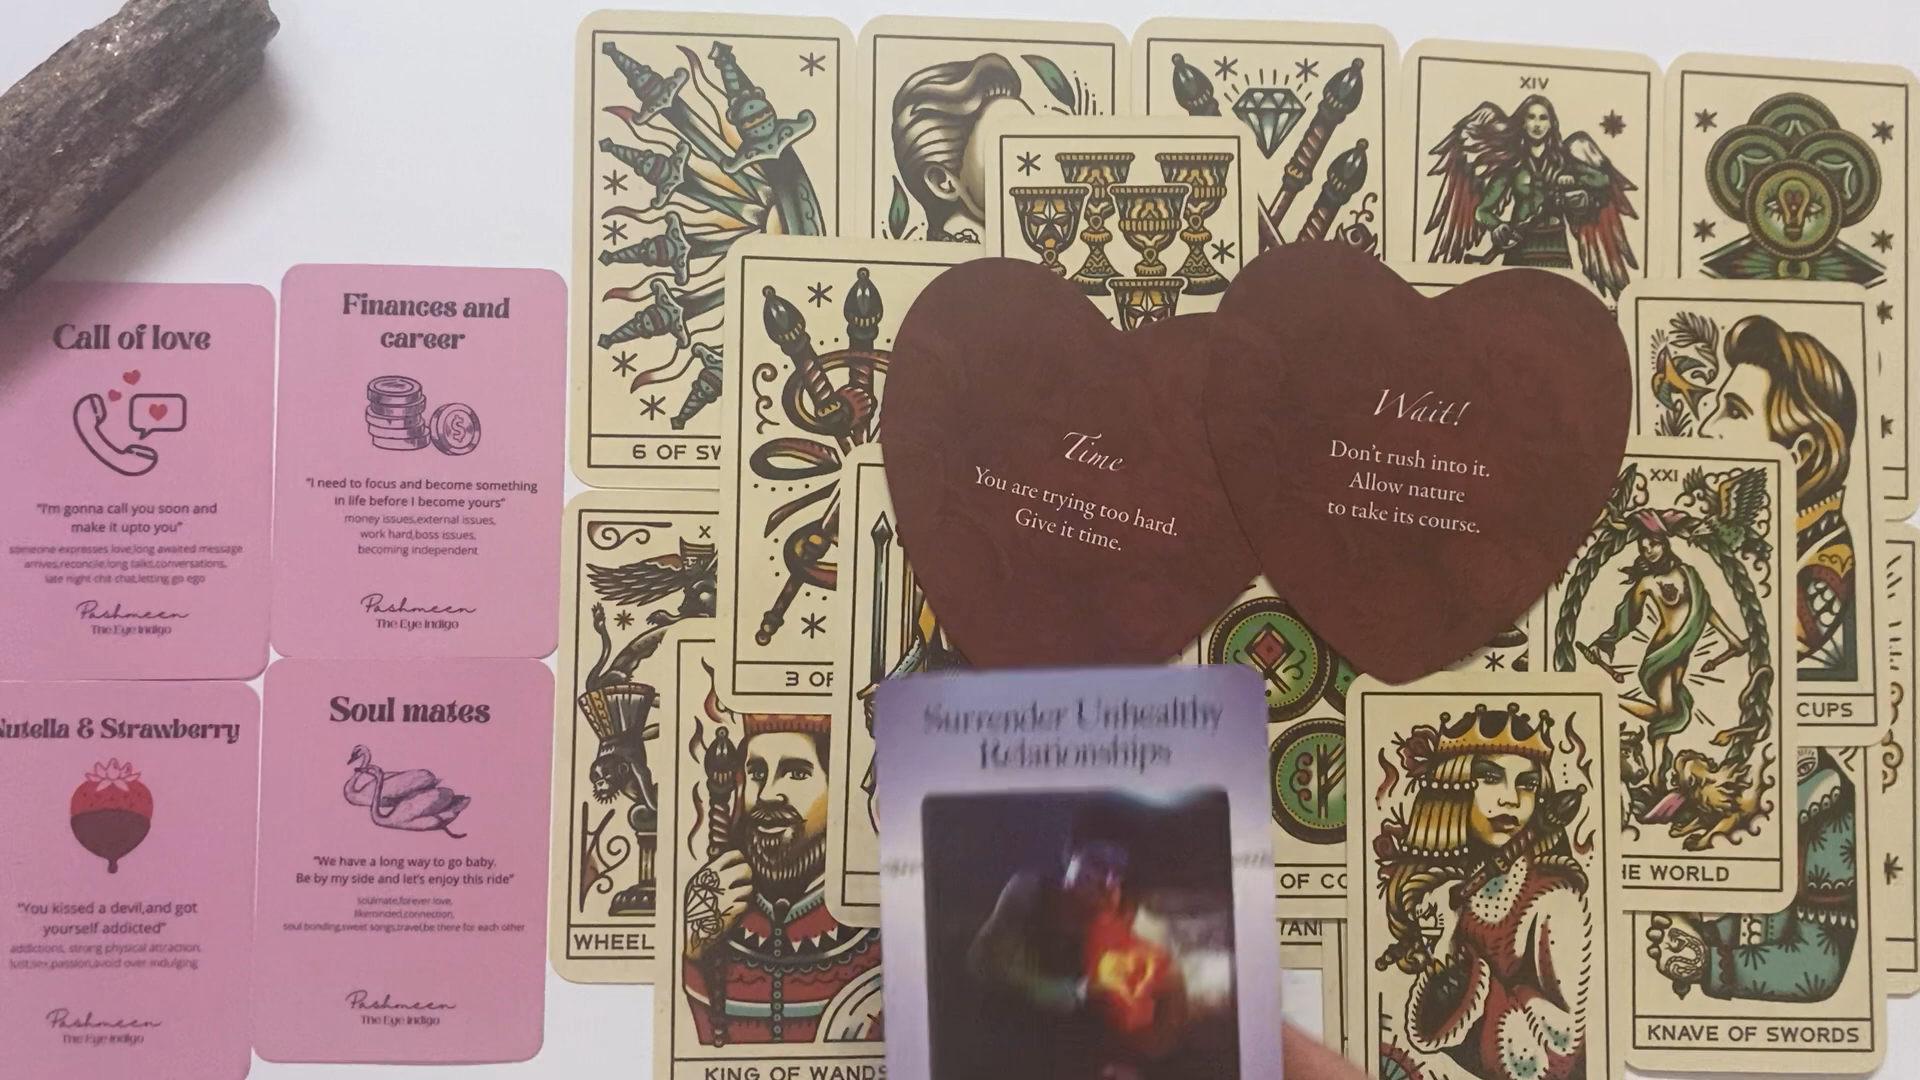 Call of love
"I'm gonna call you soon and
make it upto you"
someone expresses love,long awaited message
arrives,reconcile,long talks,conversations,
late night chit chat,letting go ego
Pashmeen
The Eye Indigo
Finances and
career
"I need to focus and become something
in life before I become yours"
money issues,external issues,
work hard,boss issues,
becoming independent
Pashmeen
The Eye Indigo
Nutella & Strawberry
"You kissed a devil,and got
yourself addicted"
addictions, strong physical attraction,
lust,sex,passion,avoid over indulging
Pashmeen
The Eye Indigo
Soul mates
"We have a long way to go baby.
Be by my side and let's enjoy this ride"
soulmate,forever love,
likeminded,connection,
soul bonding,sweet songs,travel,be there for each other
Pashmeen
The Eye Indigo
6 OF SW
XIV
3 OF
X
WHEEL
KING OF WANDS
Time
You are trying too hard.
Give it time.
Wait!
Don't rush into it.
Allow nature
to take its course.
Surrender Unhealthy
Relationships
OF CO
XXI
THE WORLD
CUPS
KNAVE OF SWORDS